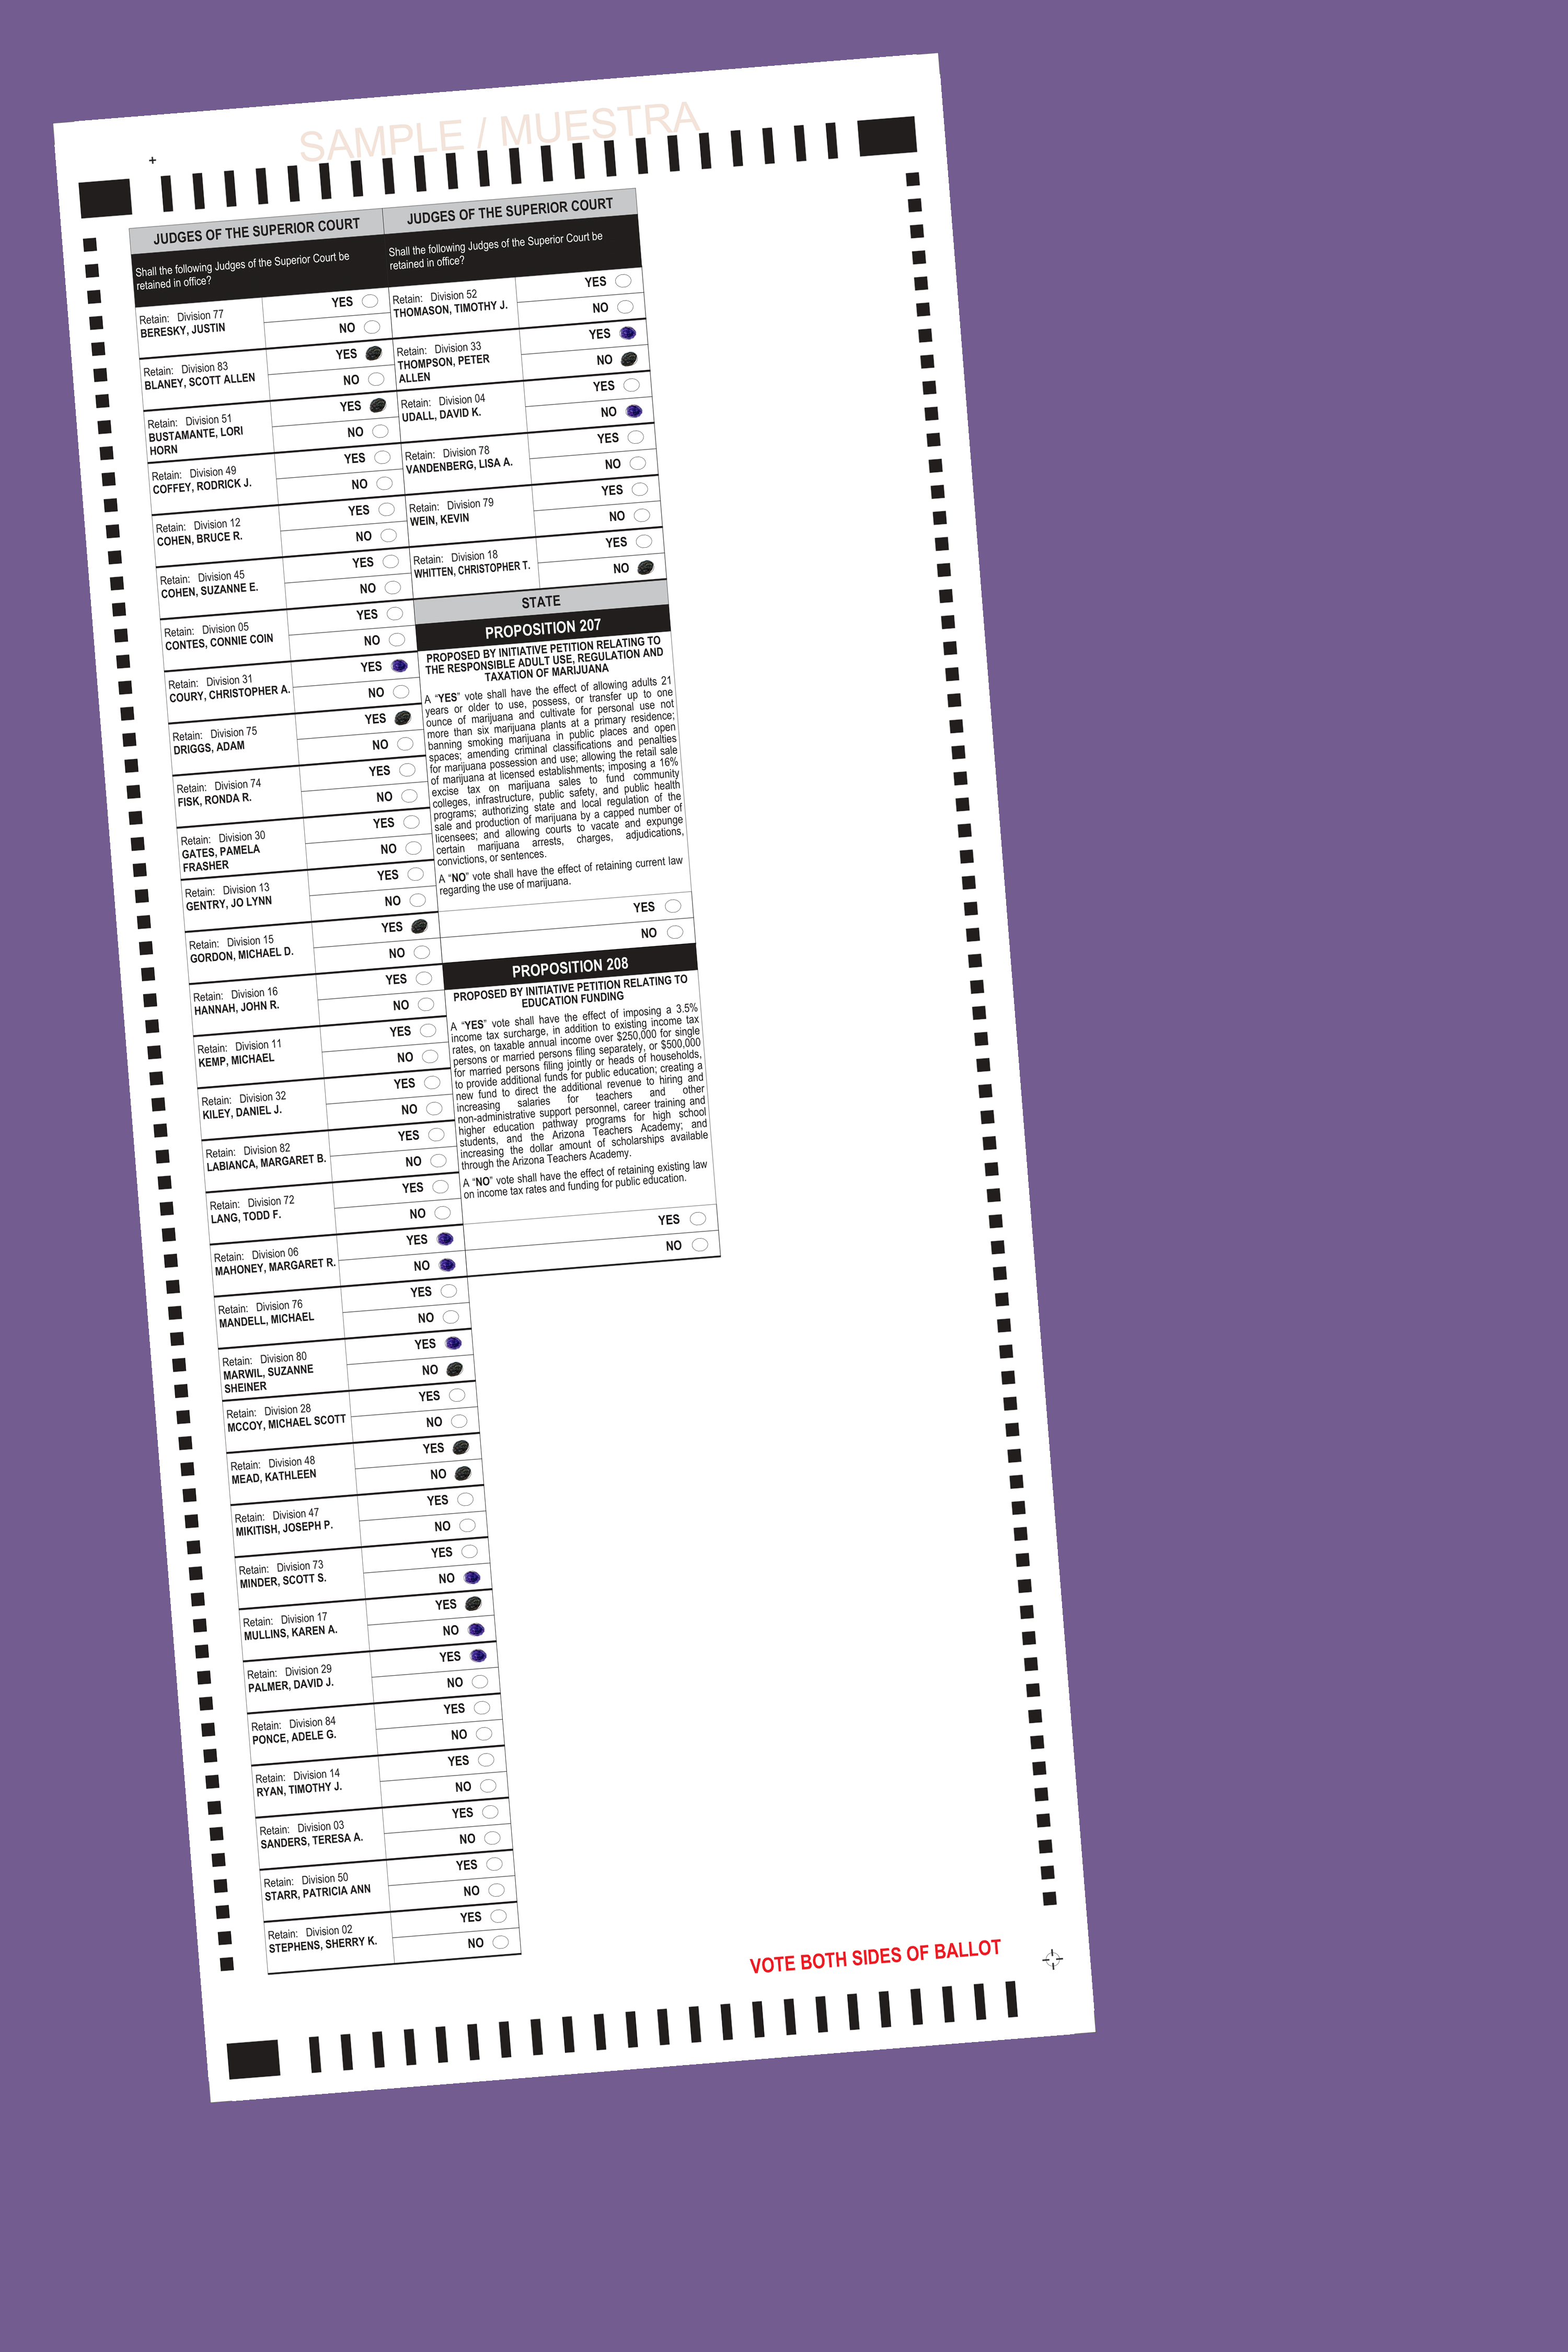 SAMPLE / MUESTRA
JUDGES OF THE SUPERIOR COURT
Shall the following Judges of the Superior Court be
retained in office?
Retain: Division 77
BERESKY, JUSTIN
YES
NO
Retain: Division 83
BLANEY, SCOTT ALLEN
YES
NO
Retain: Division 51
BUSTAMANTE, LORI
HORN
YES
NO
Retain: Division 49
COFFEY, RODRICK J.
YES
NO
Retain: Division 12
COHEN, BRUCE R.
YES
NO
Retain: Division 45
COHEN, SUZANNE E.
YES
NO
Retain: Division 05
CONTES, CONNIE COIN
YES
NO
Retain: Division 31
COURY, CHRISTOPHER A.
YES
NO
Retain: Division 75
DRIGGS, ADAM
YES
NO
Retain: Division 74
FISK, RONDA R.
YES
NO
Retain: Division 30
GATES, PAMELA
FRASHER
YES
NO
Retain: Division 13
GENTRY, JO LYNN
YES
NO
Retain: Division 15
GORDON, MICHAEL D.
YES
NO
Retain: Division 16
HANNAH, JOHN R.
YES
NO
Retain: Division 11
KEMP, MICHAEL
YES
NO
Retain: Division 32
KILEY, DANIEL J.
YES
NO
Retain: Division 82
LABIANCA, MARGARET B.
YES
NO
Retain: Division 72
LANG, TODD F.
YES
NO
Retain: Division 06
MAHONEY, MARGARET R.
YES
NO
Retain: Division 76
MANDELL, MICHAEL
YES
NO
Retain: Division 80
MARWIL, SUZANNE
SHEINER
YES
NO
Retain: Division 28
MCCOY, MICHAEL SCOTT
YES
NO
Retain: Division 48
MEAD, KATHLEEN
YES
NO
Retain: Division 47
MIKITISH, JOSEPH P.
YES
NO
Retain: Division 73
MINDER, SCOTT S.
YES
NO
Retain: Division 17
MULLINS, KAREN A.
YES
NO
Retain: Division 29
PALMER, DAVID J.
YES
NO
Retain: Division 84
PONCE, ADELE G.
YES
NO
Retain: Division 14
RYAN, TIMOTHY J.
YES
NO
Retain: Division 03
SANDERS, TERESA A.
YES
NO
Retain: Division 50
STARR, PATRICIA ANN
YES
NO
Retain: Division 02
STEPHENS, SHERRY K.
YES
NO
JUDGES OF THE SUPERIOR COURT
Shall the following Judges of the Superior Court be
retained in office?
Retain: Division 52
THOMASON, TIMOTHY J.
YES
NO
Retain: Division 33
THOMPSON, PETER
ALLEN
YES
NO
Retain: Division 04
UDALL, DAVID K.
YES
NO
Retain: Division 78
VANDENBERG, LISA A.
YES
NO
Retain: Division 79
WEIN, KEVIN
YES
NO
Retain: Division 18
WHITTEN, CHRISTOPHER T.
YES
NO
STATE
PROPOSITION 207
PROPOSED BY INITIATIVE PETITION RELATING TO
THE RESPONSIBLE ADULT USE, REGULATION AND
TAXATION OF MARIJUANA
A “YES” vote shall have the effect of allowing adults 21
years or older to use, possess, or transfer up to one
ounce of marijuana and cultivate for personal use not
more than six marijuana plants at a primary residence;
banning smoking marijuana in public places and open
spaces; amending criminal classifications and penalties
for marijuana possession and use; allowing the retail sale
of marijuana at licensed establishments; imposing a 16%
excise tax on marijuana sales to fund community
colleges, infrastructure, public safety, and public health
programs; authorizing state and local regulation of the
sale and production of marijuana by a capped number of
licensees; and allowing courts to vacate and expunge
certain marijuana arrests, charges, adjudications,
convictions, or sentences.
A “NO” vote shall have the effect of retaining current law
regarding the use of marijuana.
YES
NO
PROPOSITION 208
PROPOSED BY INITIATIVE PETITION RELATING TO
EDUCATION FUNDING
A “YES” vote shall have the effect of imposing a 3.5%
income tax surcharge, in addition to existing income tax
rates, on taxable annual income over $250,000 for single
persons or married persons filing separately, or $500,000
for married persons filing jointly or heads of households,
to provide additional funds for public education; creating a
new fund to direct the additional revenue to hiring and
increasing salaries for teachers and other
non-administrative support personnel, career training and
higher education pathway programs for high school
students, and the Arizona Teachers Academy; and
increasing the dollar amount of scholarships available
through the Arizona Teachers Academy.
A “NO” vote shall have the effect of retaining existing law
on income tax rates and funding for public education.
YES
NO
VOTE BOTH SIDES OF BALLOT